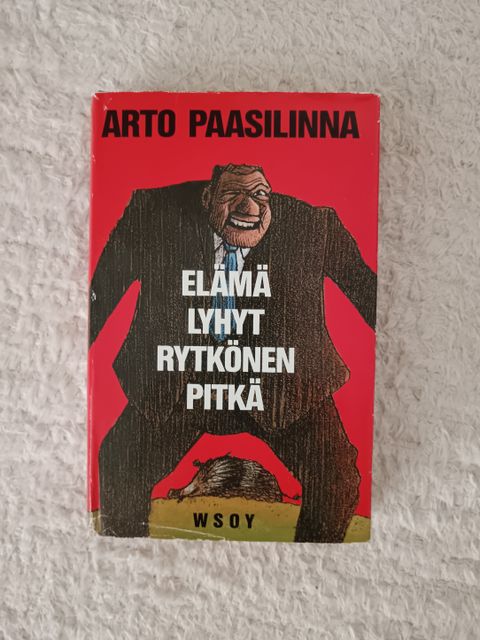 ARTO PAASILINNA
ELÄMÄ
LYHYT
RYTKÖNEN
PITKÄ
WSOY